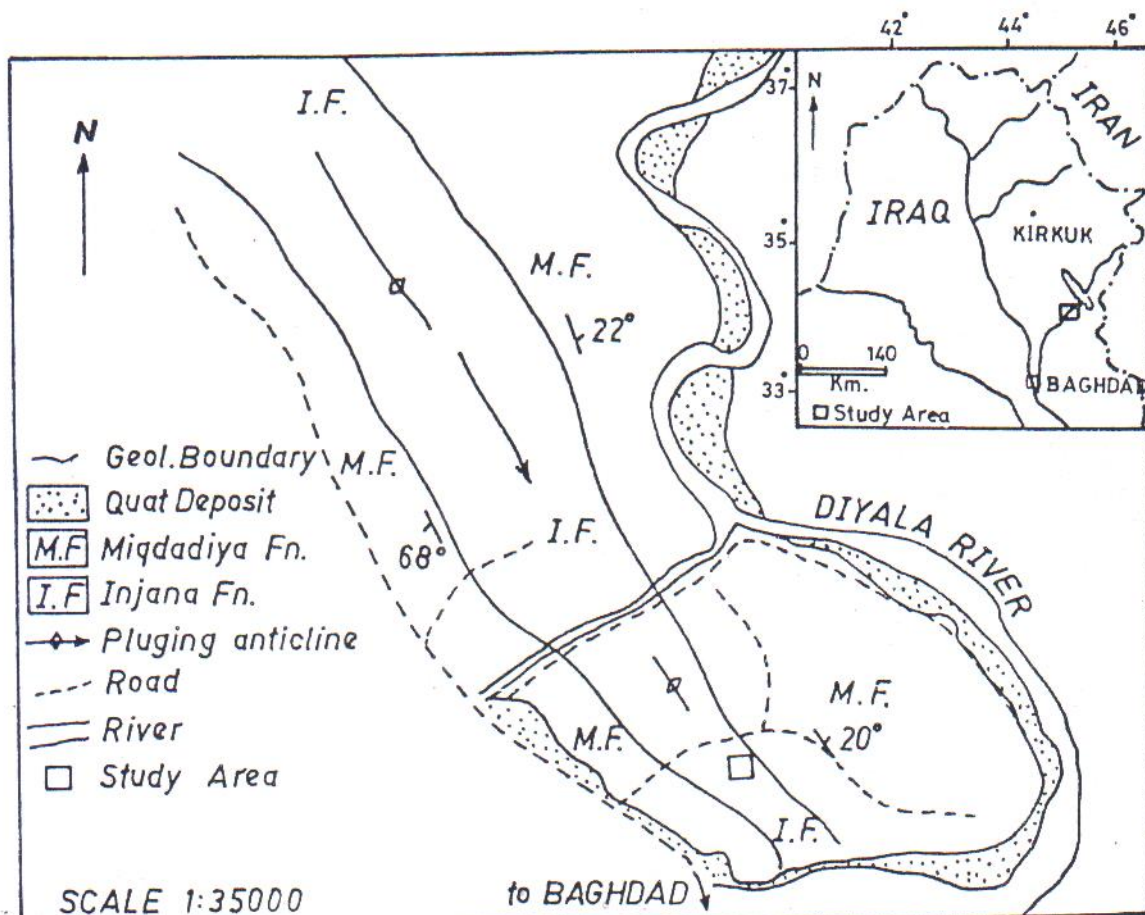 42° 44° 46°
37°
35°
33°
N
IRAN
IRAQ
KIRKUK
BAGHDAD
0 140
Km.
Study Area
N
I.F.
M.F.
22°
M.F.
68°
I.F.
DIYALA RIVER
M.F.
20°
M.F.
I.F.
Geol. Boundary
Quat Deposit
M.F Miqdadiya Fn.
I.F Injana Fn.
Pluging anticline
Road
River
Study Area
SCALE 1:35000
to BAGHDAD